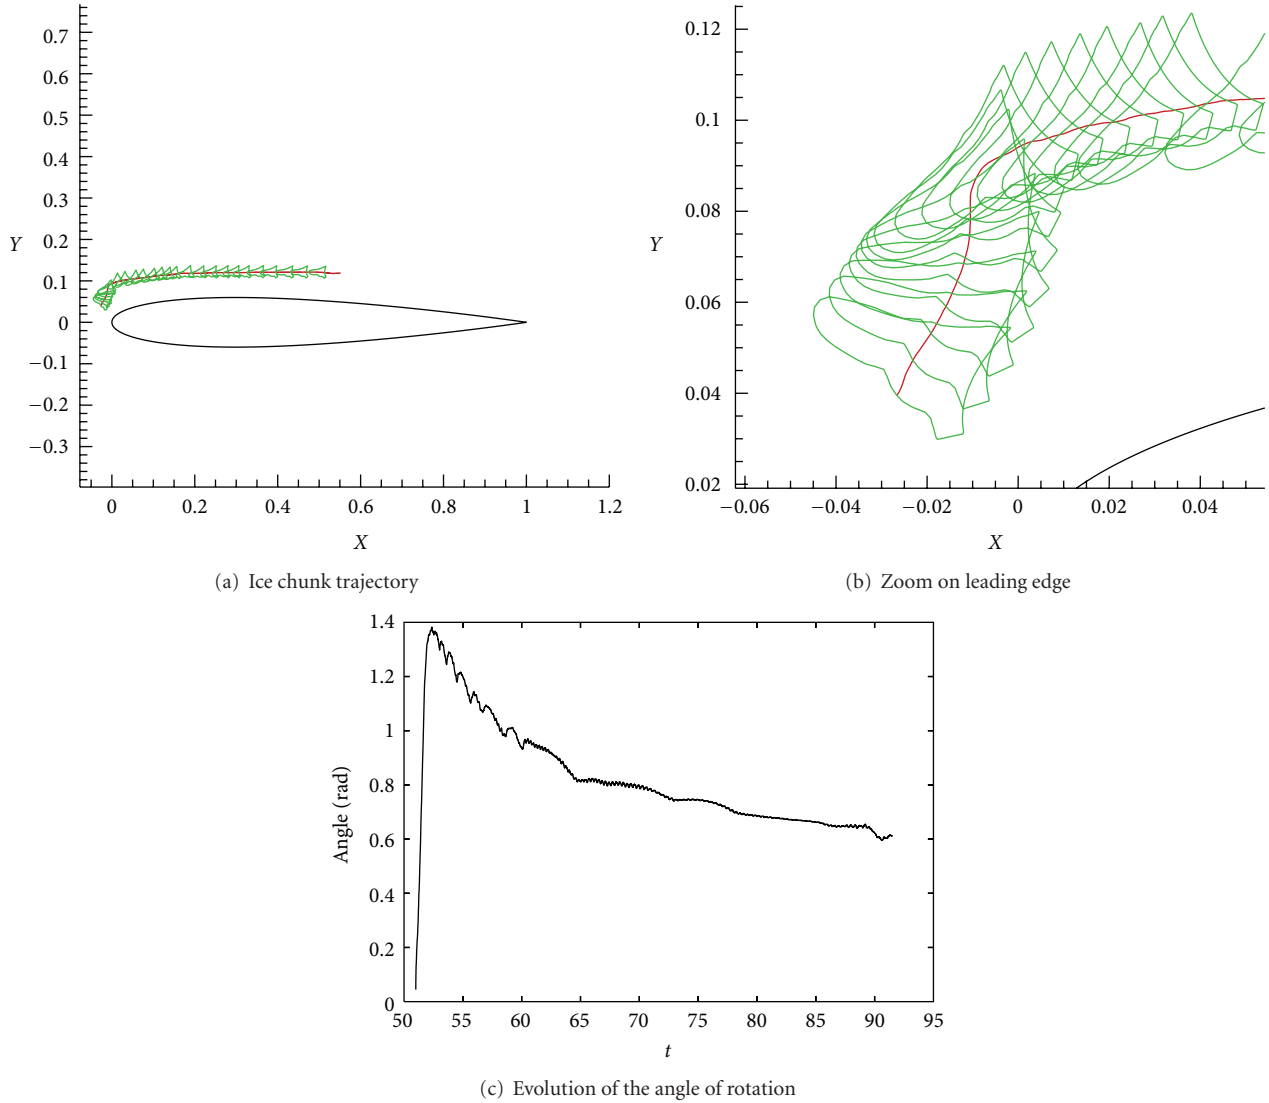 0.7
0.6
0.5
0.4
0.3
0.2
0.1
0
−0.1
−0.2
−0.3
Y
0 0.2 0.4 0.6 0.8 1 1.2
X
(a) Ice chunk trajectory
0.12
0.1
0.08
0.06
0.04
0.02
Y
−0.06 −0.04 −0.02 0 0.02 0.04
X
(b) Zoom on leading edge
1.4
1.2
1
0.8
0.6
0.4
0.2
0
Angle (rad)
50 55 60 65 70 75 80 85 90 95
t
(c) Evolution of the angle of rotation